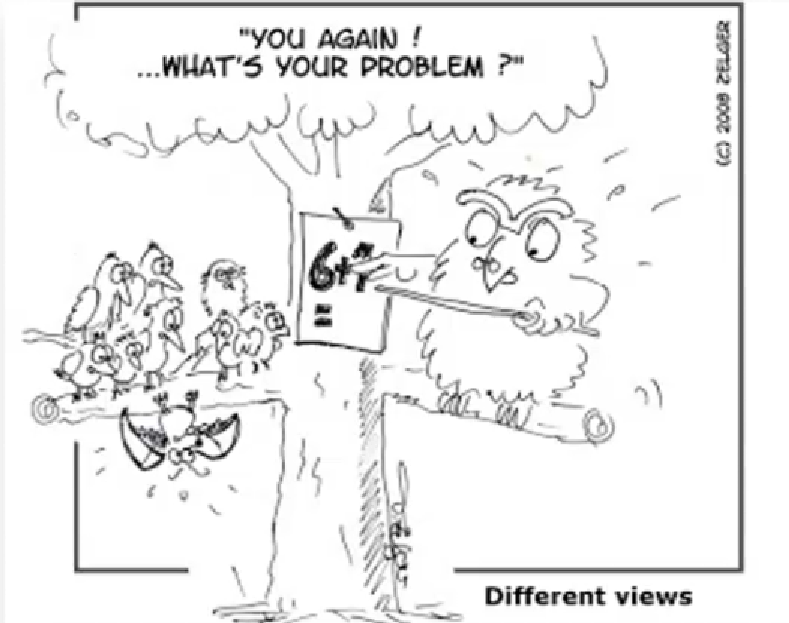 "YOU AGAIN !
...WHAT'S YOUR PROBLEM ?"
(C) 2008 ZELGER
6+
=
Different views